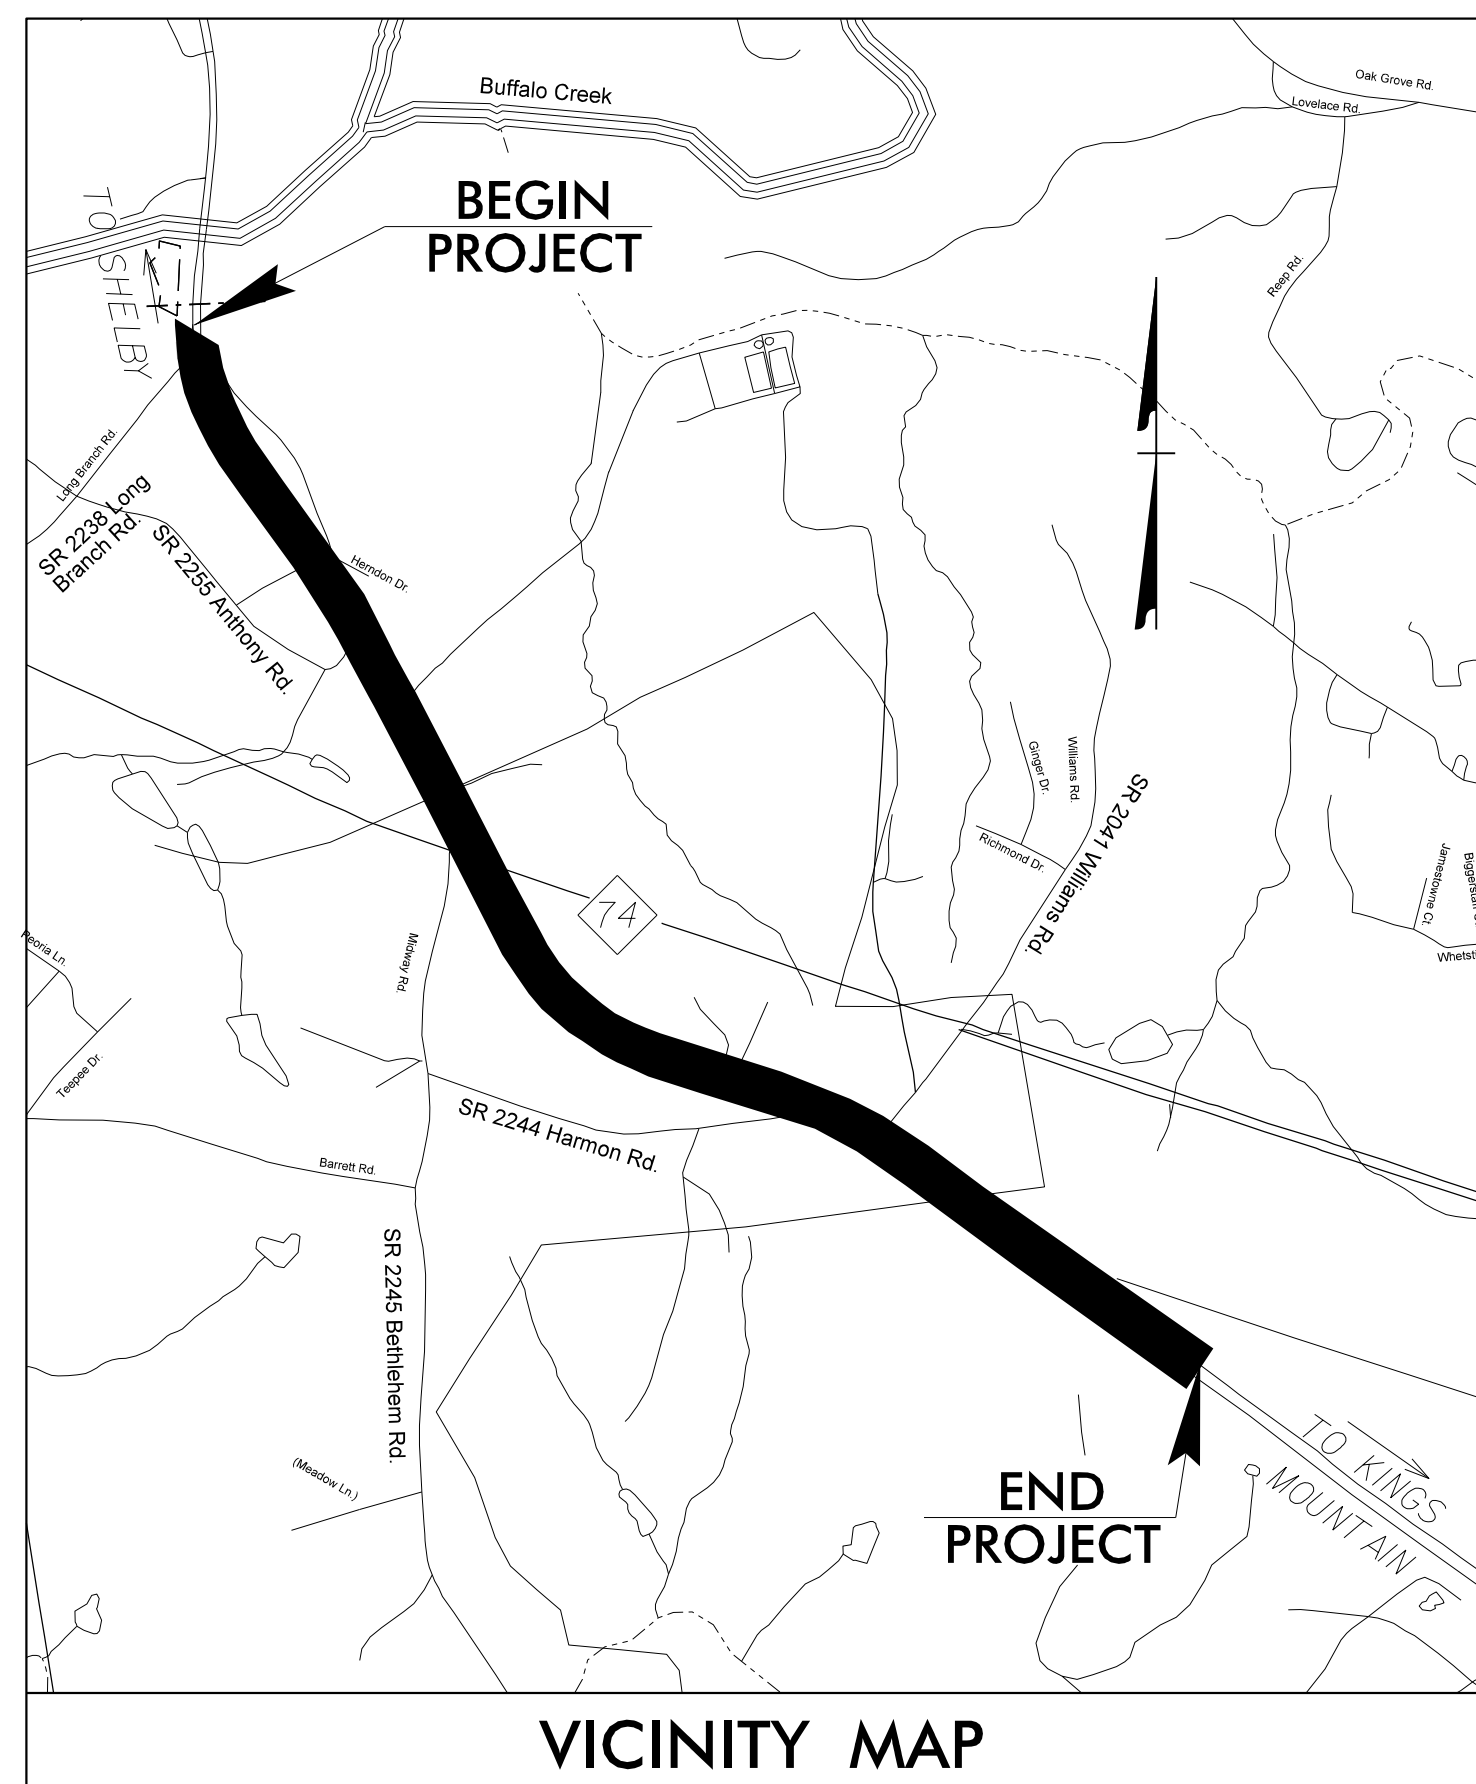 Oak Grove Rd.
Lovelace Rd.
Buffalo Creek
BEGIN
PROJECT
TO SHELBY
Reep Rd.
Long Branch Rd.
SR 2238 Long
Branch Rd.
SR 2255 Anthony Rd.
Herndon Dr.
Ginger Dr.
Williams Rd.
SR 2041 Williams Rd.
Richmond Dr.
Jamestowne Ct.
74
Peoria Ln.
Midway Rd.
Teepee Dr.
SR 2244 Harmon Rd.
Barrett Rd.
SR 2245 Bethlehem Rd.
(Meadow Ln.)
END
PROJECT
TO KINGS
MOUNTAIN
VICINITY MAP